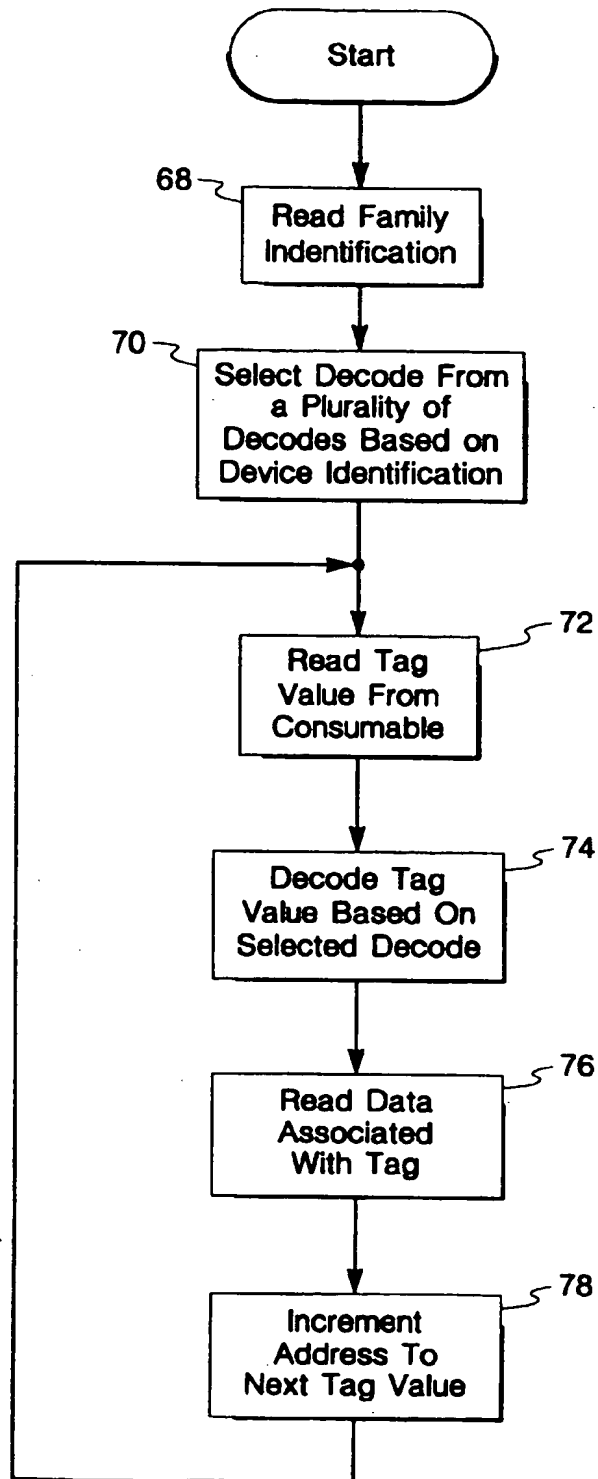 Start
68
Read Family
Indentification
70
Select Decode From
a Plurality of
Decodes Based on
Device Identification
72
Read Tag
Value From
Consumable
74
Decode Tag
Value Based On
Selected Decode
76
Read Data
Associated
With Tag
78
Increment
Address To
Next Tag Value